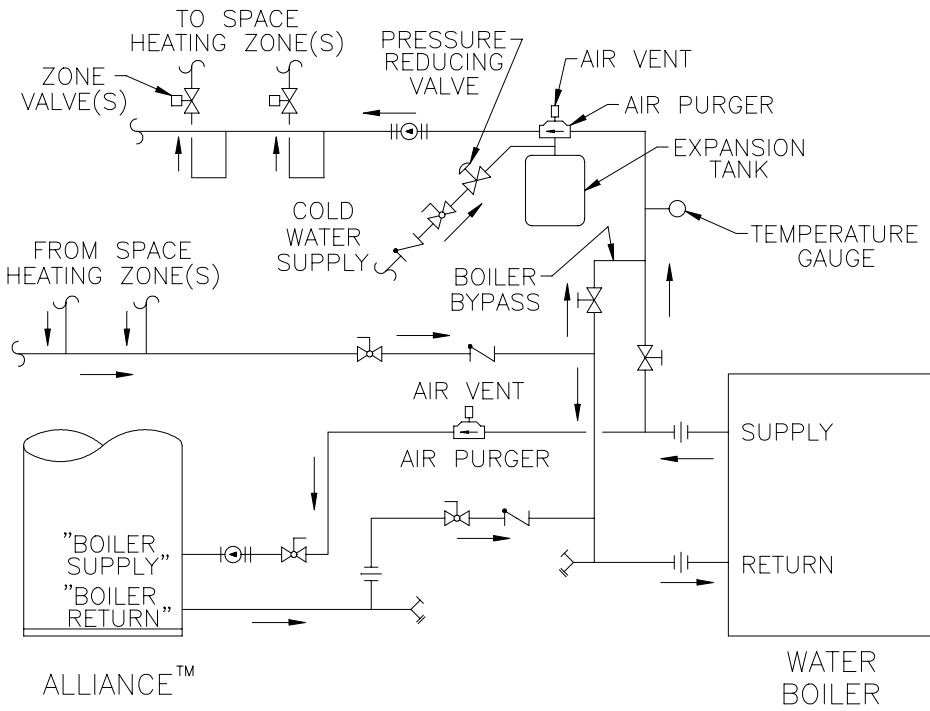 TO SPACE
HEATING ZONE(S)
PRESSURE
REDUCING
VALVE
AIR VENT
ZONE
VALVE(S)
AIR PURGER
EXPANSION
TANK
COLD
WATER
SUPPLY
TEMPERATURE
GAUGE
FROM SPACE
HEATING ZONE(S)
BOILER
BYPASS
AIR VENT
AIR PURGER
SUPPLY
"BOILER
SUPPLY"
"BOILER
RETURN"
RETURN
ALLIANCE™
WATER
BOILER